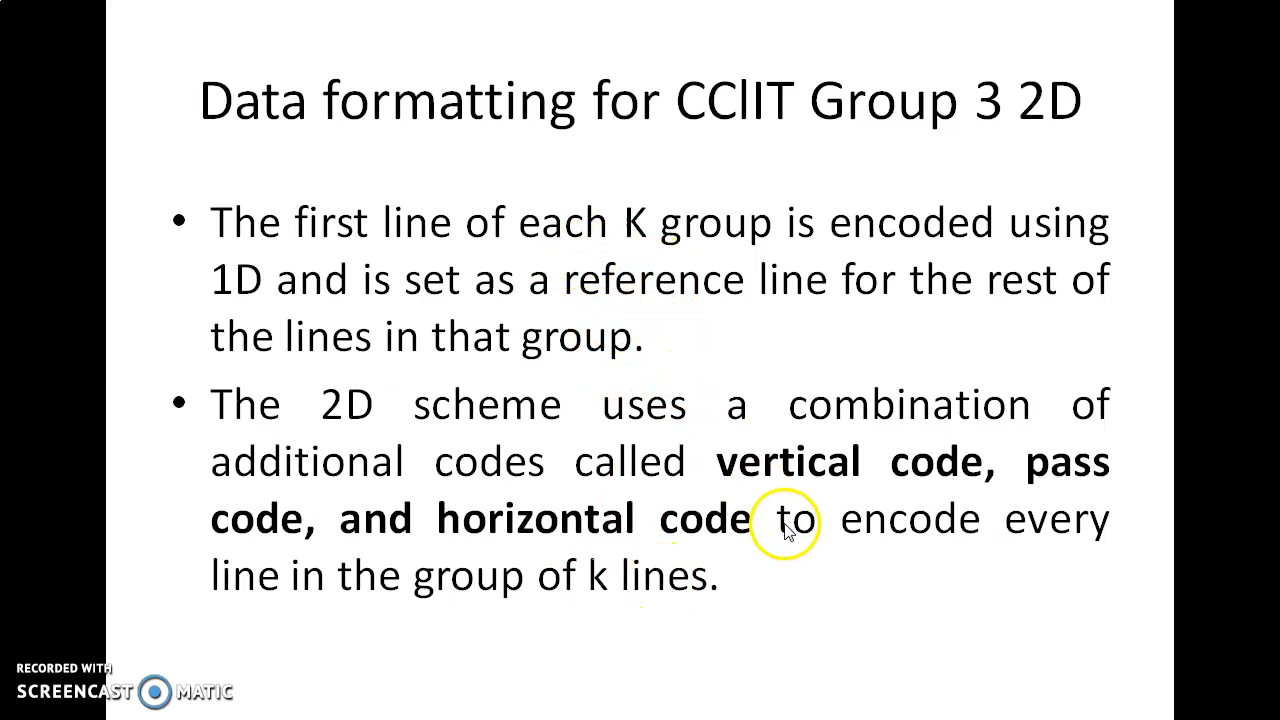 Data formatting for CClIT Group 3 2D
• The first line of each K group is encoded using
1D and is set as a reference line for the rest of
the lines in that group.
• The 2D scheme uses a combination of
additional codes called vertical code, pass
code, and horizontal code to encode every
line in the group of k lines.
RECORDED WITH
SCREENCAST MATIC